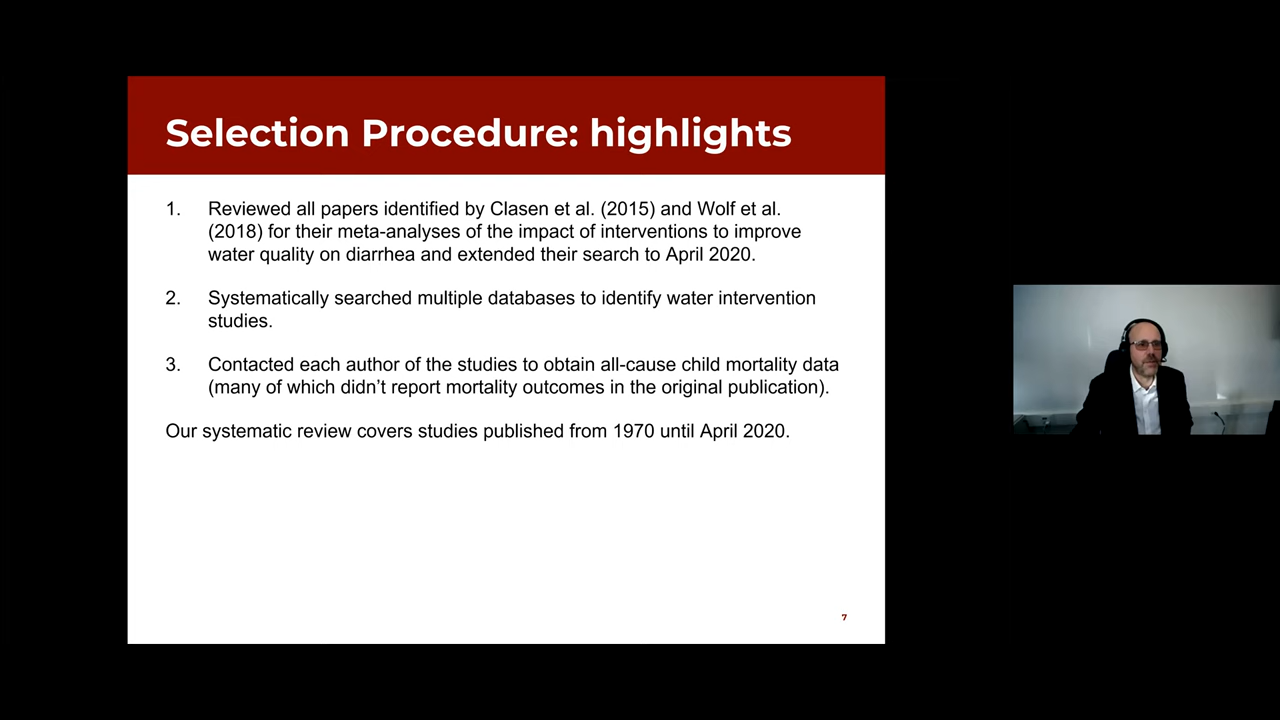 Selection Procedure: highlights
1. Reviewed all papers identified by Clasen et al. (2015) and Wolf et al.
(2018) for their meta-analyses of the impact of interventions to improve
water quality on diarrhea and extended their search to April 2020.
2. Systematically searched multiple databases to identify water intervention
studies.
3. Contacted each author of the studies to obtain all-cause child mortality data
(many of which didn’t report mortality outcomes in the original publication).
Our systematic review covers studies published from 1970 until April 2020.
7